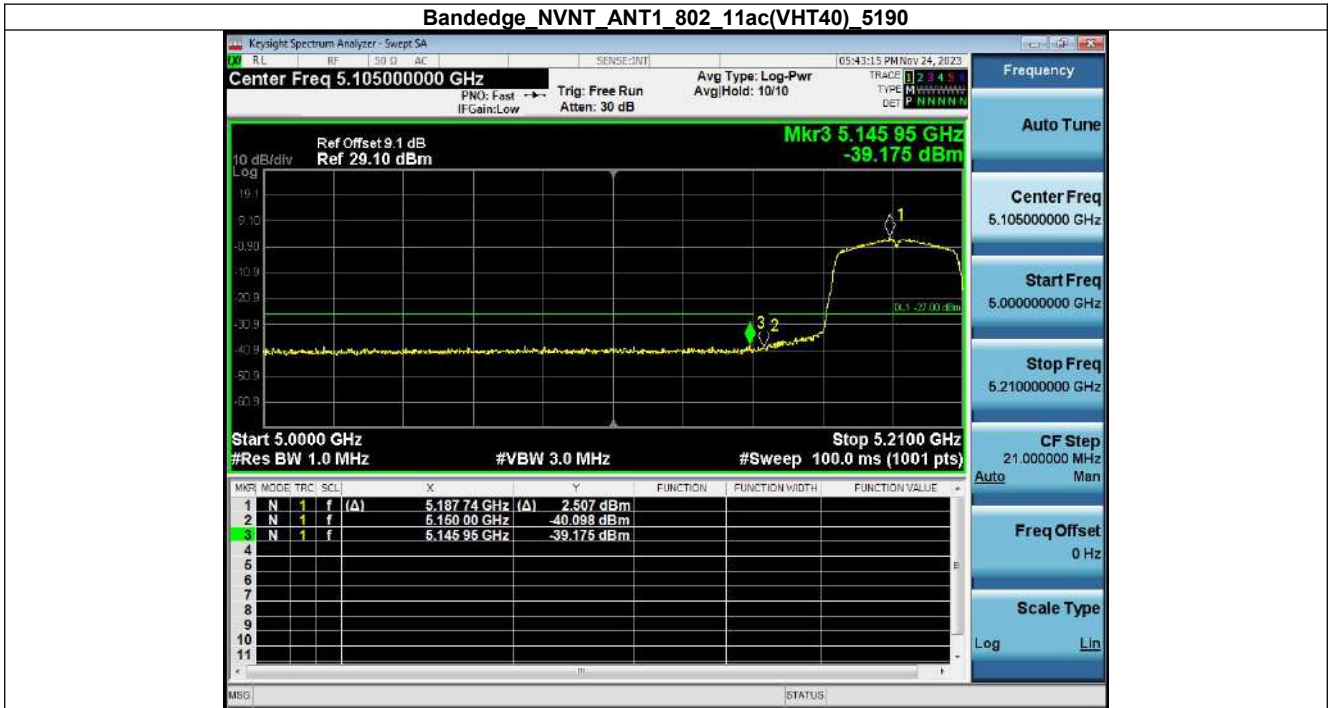 Bandedge_NVNT_ANT1_802_11ac(VHT40)_5190
Keysight Spectrum Analyzer - Swept SA
RL RF 50 Ω AC SENSE:INT 05:43:15 PM Nov 24, 2023
Center Freq 5.105000000 GHz Avg Type: Log-Pwr TRACE 1 2 3 4 5 6
PNO: Fast Trig: Free Run Avg|Hold: 10/10 TYPE M W W W W W
IFGain:Low Atten: 30 dB DET P N N N N N
Mkr3 5.145 95 GHz
-39.175 dBm
Ref Offset 9.1 dB
10 dB/div Ref 29.10 dBm
Log
19.1
9.10
-0.90
-10.9
-20.9
-30.9
-40.9
-50.9
-60.9
1
DL1 -27.00 dBm
3 2
Start 5.0000 GHz Stop 5.2100 GHz
#Res BW 1.0 MHz #VBW 3.0 MHz #Sweep 100.0 ms (1001 pts)
MKR MODE TRC SCL X Y FUNCTION FUNCTION WIDTH FUNCTION VALUE
1 N 1 f (Δ) 5.187 74 GHz (Δ) 2.507 dBm
2 N 1 f 5.150 00 GHz -40.098 dBm
3 N 1 f 5.145 95 GHz -39.175 dBm
4
5
6
7
8
9
10
11
MSG STATUS
Frequency
Auto Tune
Center Freq
5.105000000 GHz
Start Freq
5.000000000 GHz
Stop Freq
5.210000000 GHz
CF Step
21.000000 MHz
Auto Man
Freq Offset
0 Hz
Scale Type
Log Lin